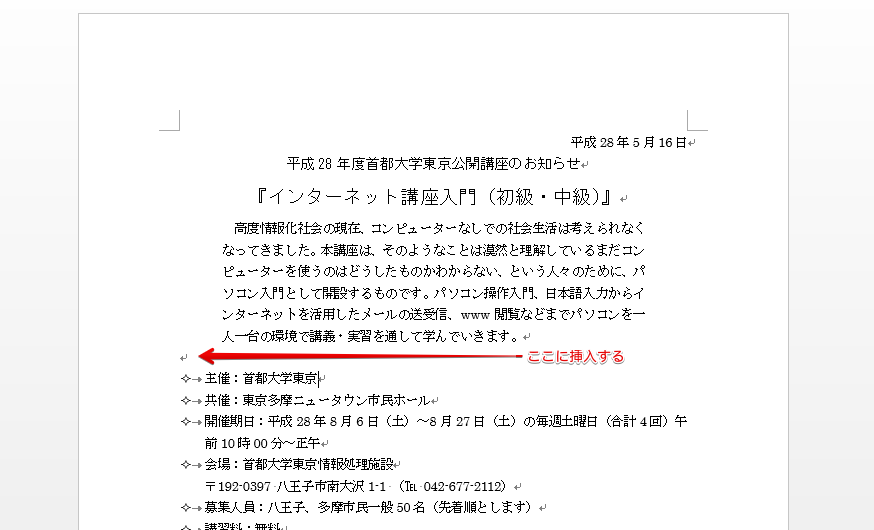 平成 28 年 5 月 16 日↵
平成 28 年度首都大学東京公開講座のお知らせ↵
『インターネット講座入門（初級・中級）』↵
高度情報化社会の現在、コンピューターなしでの社会生活は考えられなく
なってきました。本講座は、そのようなことは漠然と理解しているまだコン
ピューターを使うのはどうしたものかわからない、という人々のために、パ
ソコン入門として開設するものです。パソコン操作入門、日本語入力からイ
ンターネットを活用したメールの送受信、www 閲覧などまでパソコンを一
人一台の環境で講義・実習を通して学んでいきます。↵
↵ ここに挿入する
✧→主催：首都大学東京↵
✧→共催：東京多摩ニュータウン市民ホール↵
✧→開催期日：平成 28 年 8 月 6 日（土）～8 月 27 日（土）の毎週土曜日（合計 4 回）午
前 10 時 00 分～正午↵
✧→会場：首都大学東京情報処理施設↵
〒192-0397 八王子市南大沢 1-1 （℡ 042-677-2112）↵
✧→募集人員：八王子、多摩市民一般 50 名（先着順とします）↵
✧→講習料：無料↵